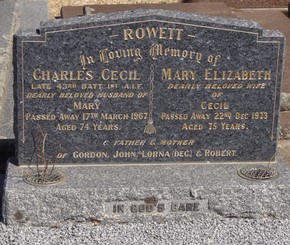 ROWETT
In Loving Memory of
CHARLES CECIL
LATE 43RD BATT. 1ST A.I.F.
DEARLY BELOVED HUSBAND OF
MARY
PASSED AWAY 17TH MARCH 1967
AGED 74 YEARS.
MARY ELIZABETH
DEARLY BELOVED WIFE
OF
CECIL
PASSED AWAY 22ND DEC 1973
AGED 75 YEARS.
FATHER & MOTHER
OF GORDON, JOHN, LORNA (DEC) & ROBERT.
IN GOD'S CARE